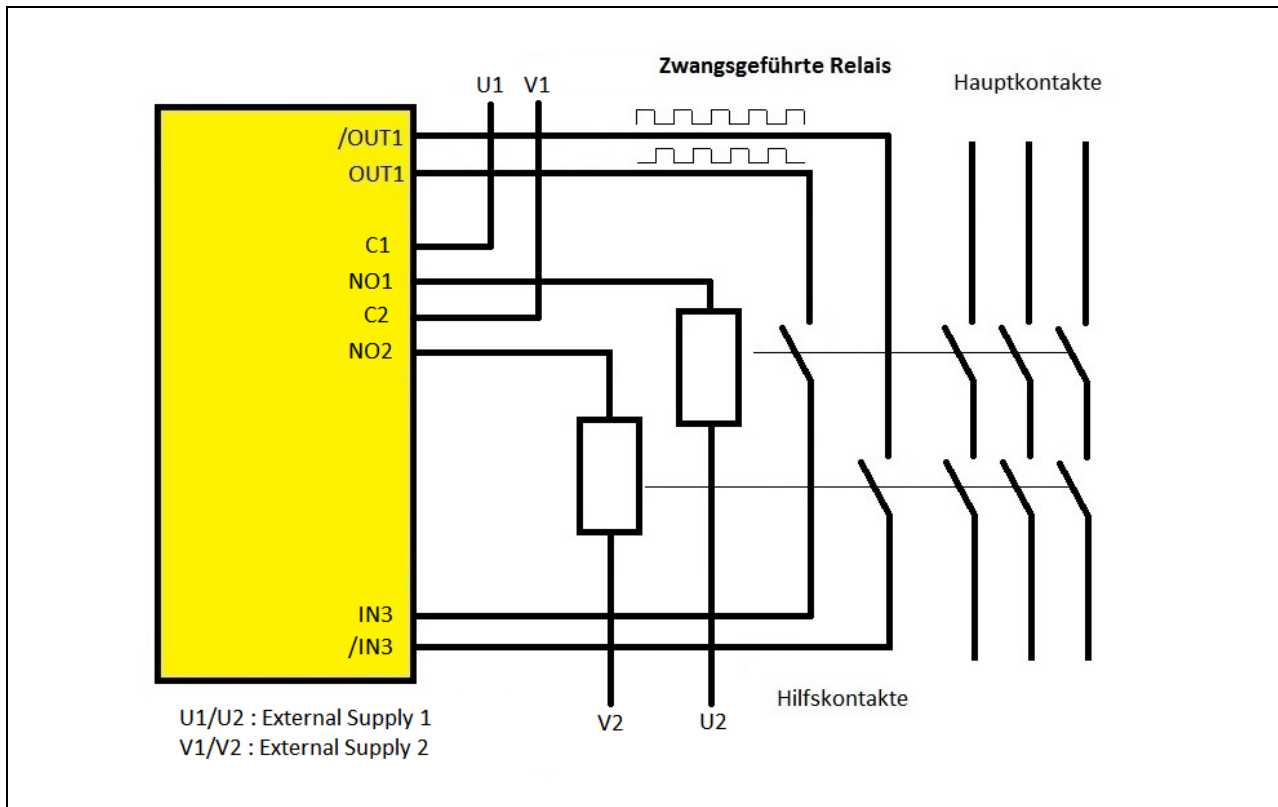 Zwangsgeführte Relais
Hauptkontakte
U1 V1
/OUT1
OUT1
C1
NO1
C2
NO2
IN3
/IN3
Hilfskontakte
V2 U2
U1/U2 : External Supply 1
V1/V2 : External Supply 2